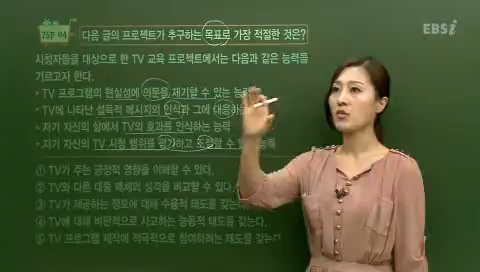 75P 94
다음 글의 프로젝트가 추구하는 목표로 가장 적절한 것은?
EBSi
시청자들을 대상으로 한 TV 교육 프로젝트에서는 다음과 같은 능력을
기르고자 한다.
• TV 프로그램의 현실성에 의문을 제기할 수 있는 능력
• TV에 나타난 설득적 메시지의 인식과 그에 대응하는
• 자기 자신의 삶에서 TV의 효과를 인식하는 능력
• 자기 자신의 TV 시청 행위를 평가하고 조절할 수 있는 능력
① TV가 주는 긍정적 영향을 이해할 수 있다.
② TV와 다른 대중 매체의 성격을 비교할 수 있다.
③ TV가 제공하는 정보에 대해 수용적 태도를 갖는다.
④ TV에 대해 비판적으로 사고하는 능동적 태도를 갖는다.
⑤ TV 프로그램 제작에 적극적으로 참여하려는 태도를 갖는다